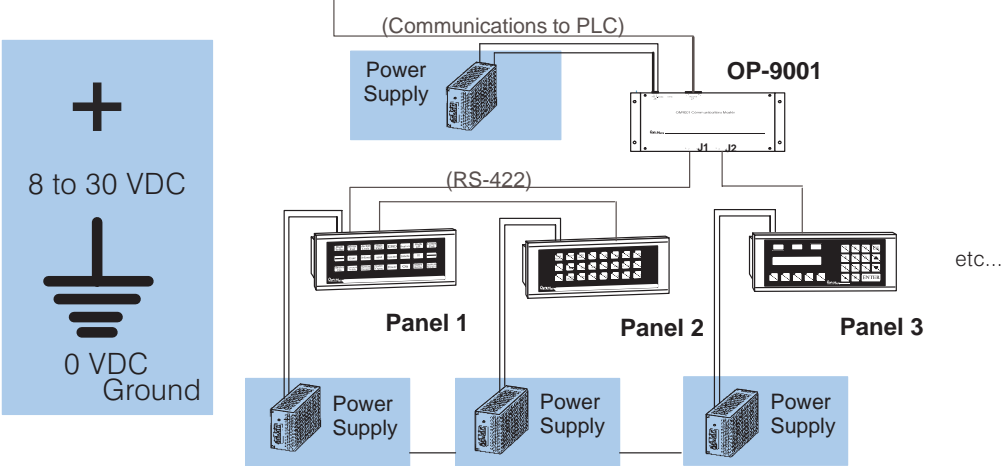 +
8 to 30 VDC
0 VDC
Ground
(Communications to PLC)
Power
Supply
OP-9001
J1 J2
(RS-422)
Panel 1
Panel 2
Panel 3
etc...
ENTER
Power
Supply
Power
Supply
Power
Supply